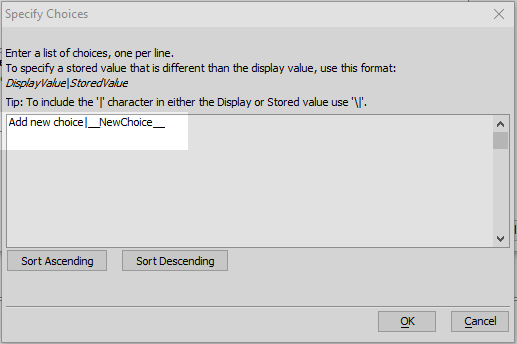 Specify Choices
Enter a list of choices, one per line.
To specify a stored value that is different than the display value, use this format:
DisplayValue|StoredValue
Tip: To include the '|' character in either the Display or Stored value use '\|'.
Add new choice|__NewChoice__
Sort Ascending
Sort Descending
OK
Cancel